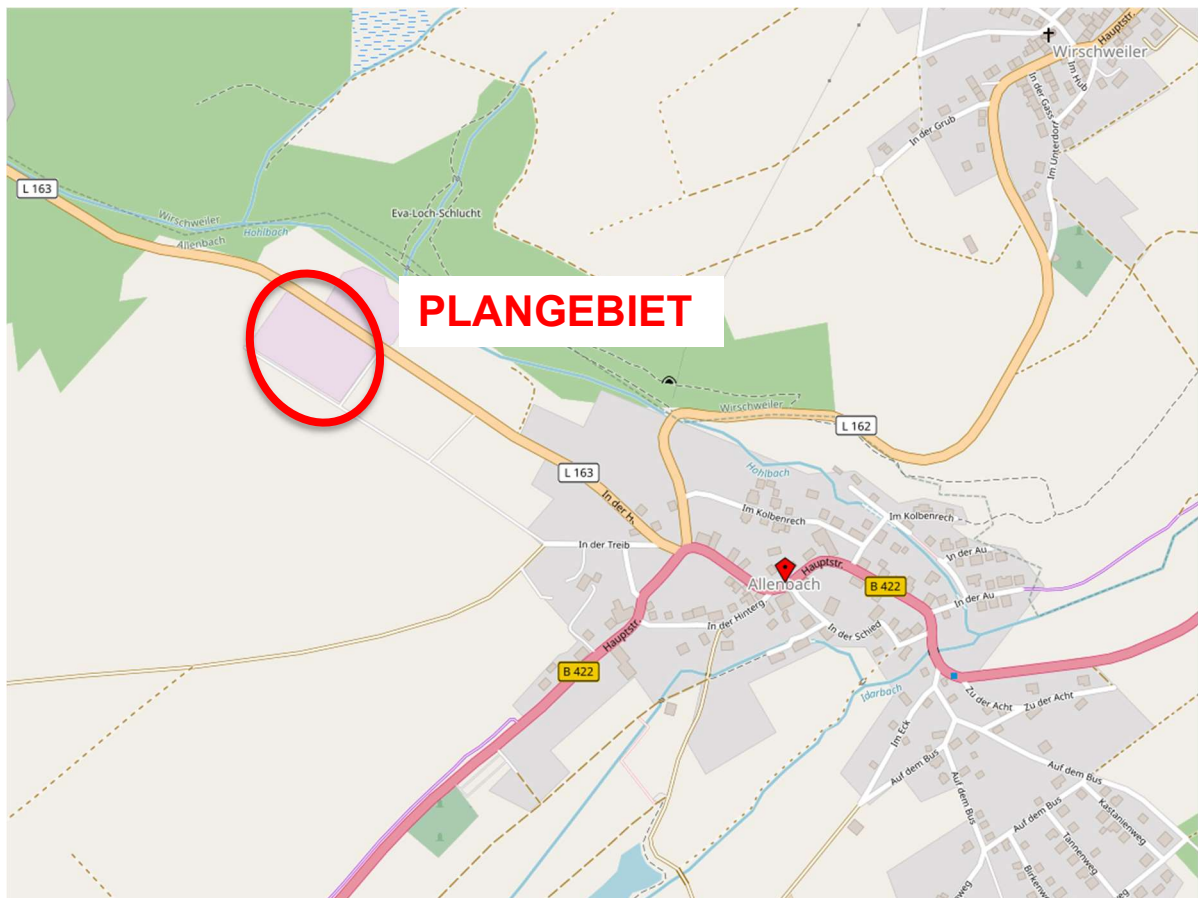 Hauptstr.
Wirschweiler
Im Hub
In der Gass
In der Grub
Im Unterdorf
L 163
Eva-Loch-Schlucht
Wirschweiler
Hohlbach
Allenbach
PLANGEBIET
Wirschweiler
L 162
L 163
Hohlbach
In der H.
Im Kolbenrech
Im Kolbenrech
In der Treib
In der Au
Hauptstr.
Allenbach
B 422
In der Au
In der Hinterg.
In der Schied
Hauptstr.
B 422
Idarbach
Zu der Acht
Zu der Acht
Im Eck
Auf dem Bus
Auf dem Bus
Auf dem Bus
Auf dem Bus
Kastanienweg
Tannenweg